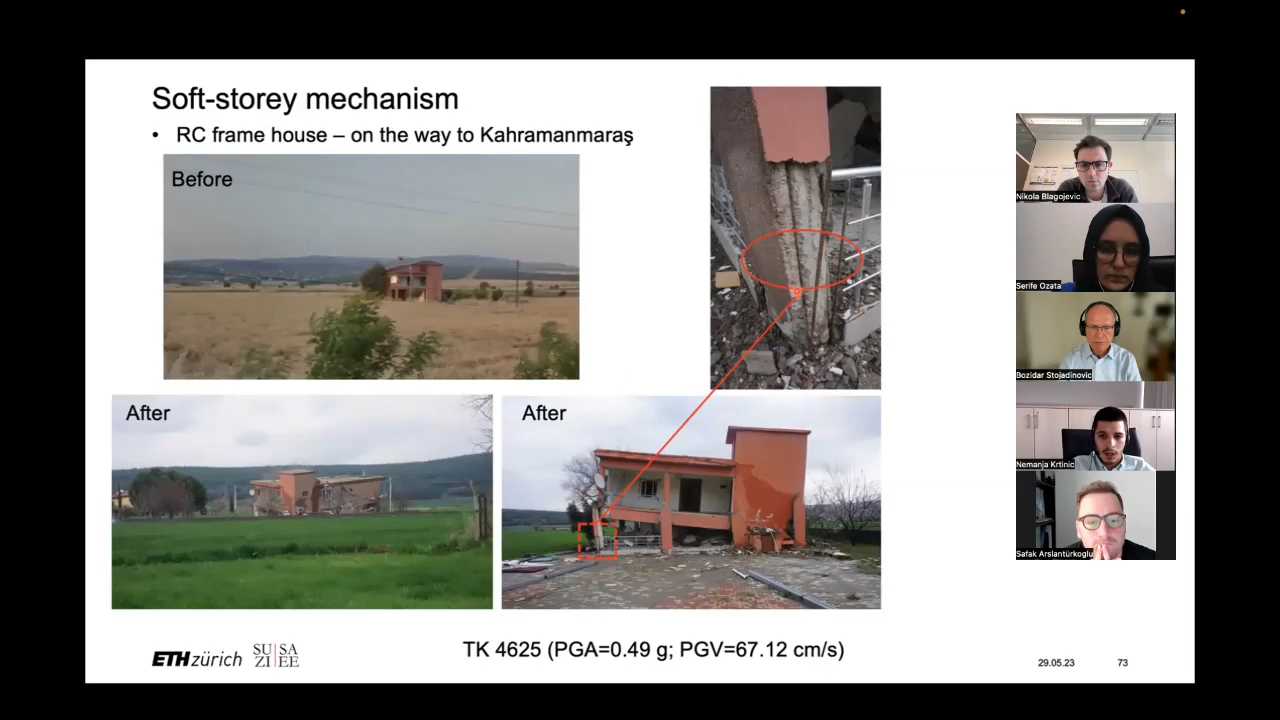 Soft-storey mechanism
• RC frame house – on the way to Kahramanmaraş
Before
After
After
TK 4625 (PGA=0.49 g; PGV=67.12 cm/s)
ETH zürich
SU|SA
ZI|EE
29.05.23
73
Nikola Blagojevic
Serife Ozata
Bozidar Stojadinovic
Nemanja Krtinic
Safak Arslantürkoglu